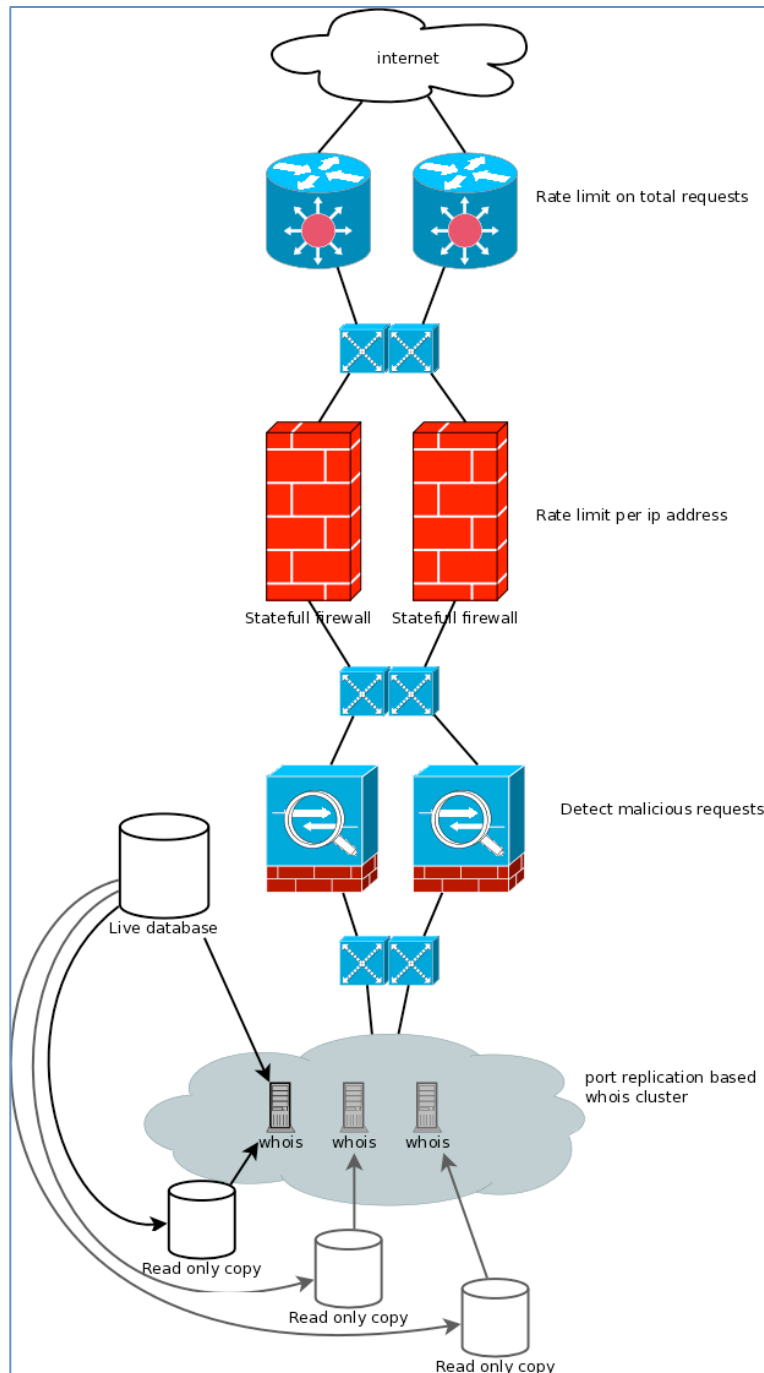 internet
Rate limit on total requests
Rate limit per ip address
Statefull firewall
Statefull firewall
Detect malicious requests
Live database
port replication based
whois cluster
whois
whois
whois
Read only copy
Read only copy
Read only copy